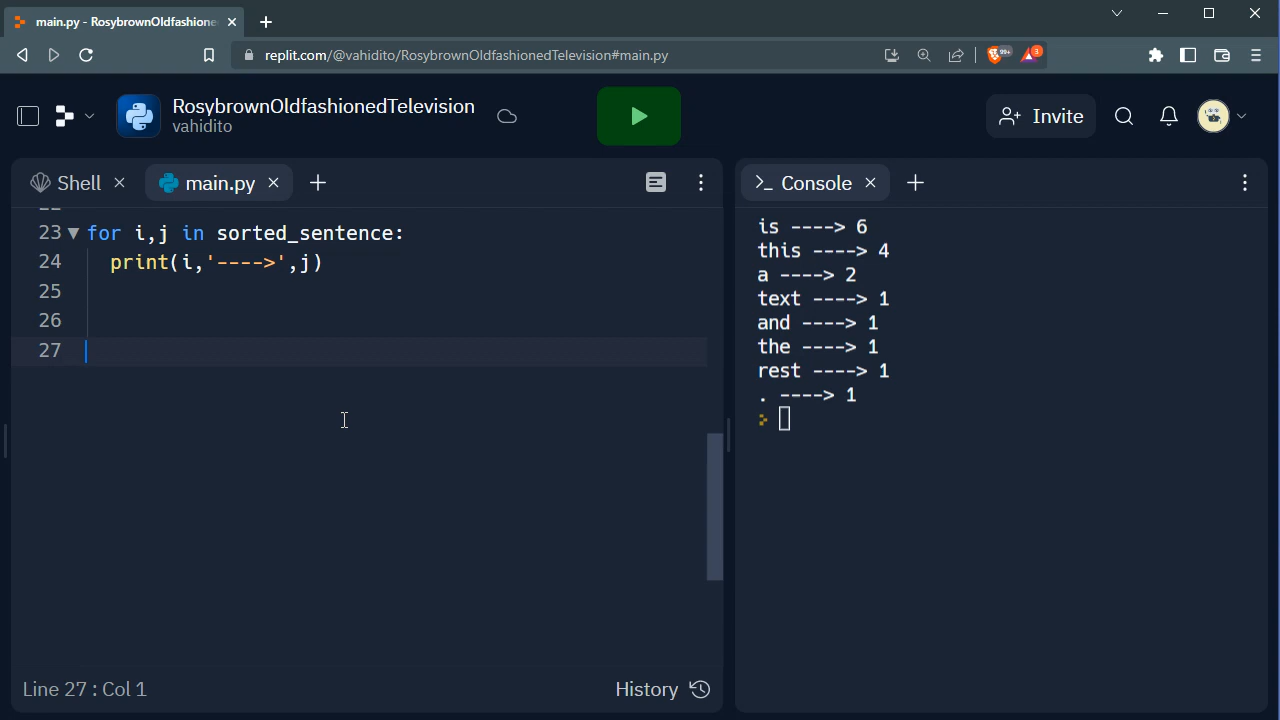 main.py - RosybrownOldfashione
replit.com/@vahidito/RosybrownOldfashionedTelevision#main.py
99+
3
RosybrownOldfashionedTelevision
vahidito
Invite
Shell
main.py
Console
23 for i,j in sorted_sentence:
24 print(i,'---->',j)
25
26
27
is ----> 6
this ----> 4
a ----> 2
text ----> 1
and ----> 1
the ----> 1
rest ----> 1
. ----> 1
Line 27 : Col 1
History